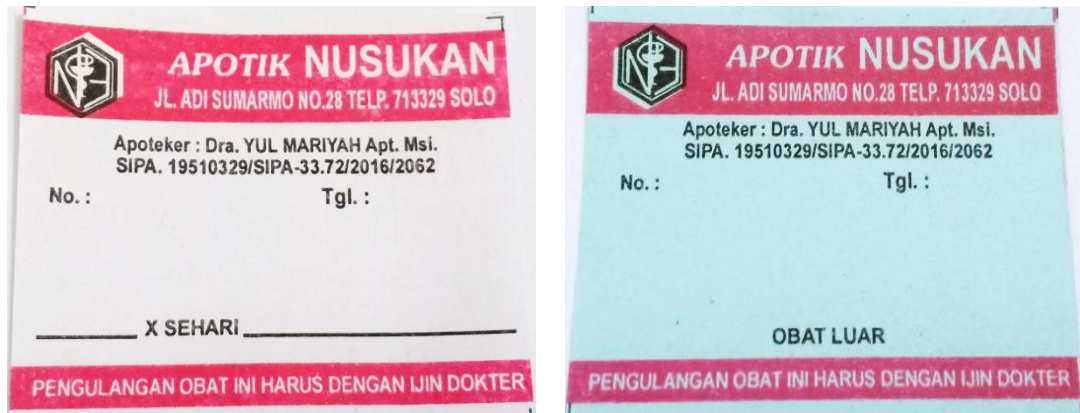 APOTIK NUSUKAN
JL. ADI SUMARMO NO.28 TELP. 713329 SOLO
Apoteker : Dra. YUL MARIYAH Apt. Msi.
SIPA. 19510329/SIPA-33.72/2016/2062
No. : Tgl. :
X SEHARI
PENGULANGAN OBAT INI HARUS DENGAN IJIN DOKTER
APOTIK NUSUKAN
JL. ADI SUMARMO NO.28 TELP. 713329 SOLO
Apoteker : Dra. YUL MARIYAH Apt. Msi.
SIPA. 19510329/SIPA-33.72/2016/2062
No. : Tgl. :
OBAT LUAR
PENGULANGAN OBAT INI HARUS DENGAN IJIN DOKTER